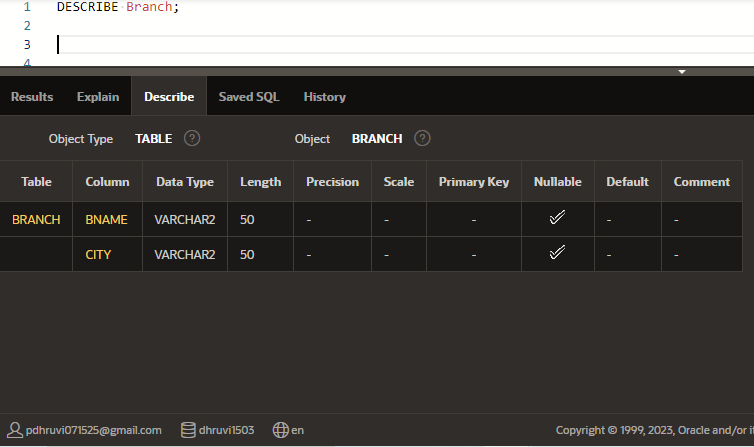 1 DESCRIBE Branch;
2
3
4
Results Explain Describe Saved SQL History
Object Type TABLE ? Object BRANCH ?
Table Column Data Type Length Precision Scale Primary Key Nullable Default Comment
BRANCH BNAME VARCHAR2 50 - - - - -
CITY VARCHAR2 50 - - - - -
pdhruvi071525@gmail.com dhruvi1503 en Copyright © 1999, 2023, Oracle and/or it